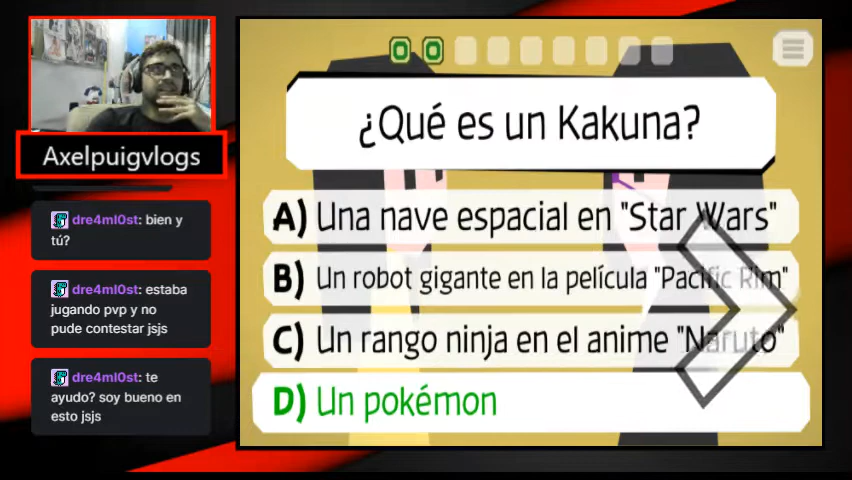 Axelpuigvlogs
dre4ml0st: bien y
tú?
dre4ml0st: estaba
jugando pvp y no
pude contestar jsjs
dre4ml0st: te
ayudo? soy bueno en
esto jsjs
¿Qué es un Kakuna?
A) Una nave espacial en "Star Wars"
B) Un robot gigante en la película "Pacific Rim"
C) Un rango ninja en el anime "Naruto"
D) Un pokémon